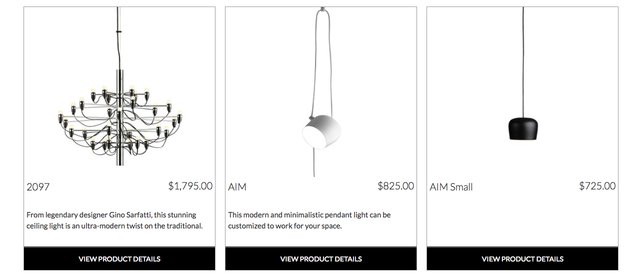 2097 $1,795.00
From legendary designer Gino Sarfatti, this stunning
ceiling light is an ultra-modern twist on the traditional.
VIEW PRODUCT DETAILS
AIM $825.00
This modern and minimalistic pendant light can be
customized to work for your space.
VIEW PRODUCT DETAILS
AIM Small $725.00
VIEW PRODUCT DETAILS